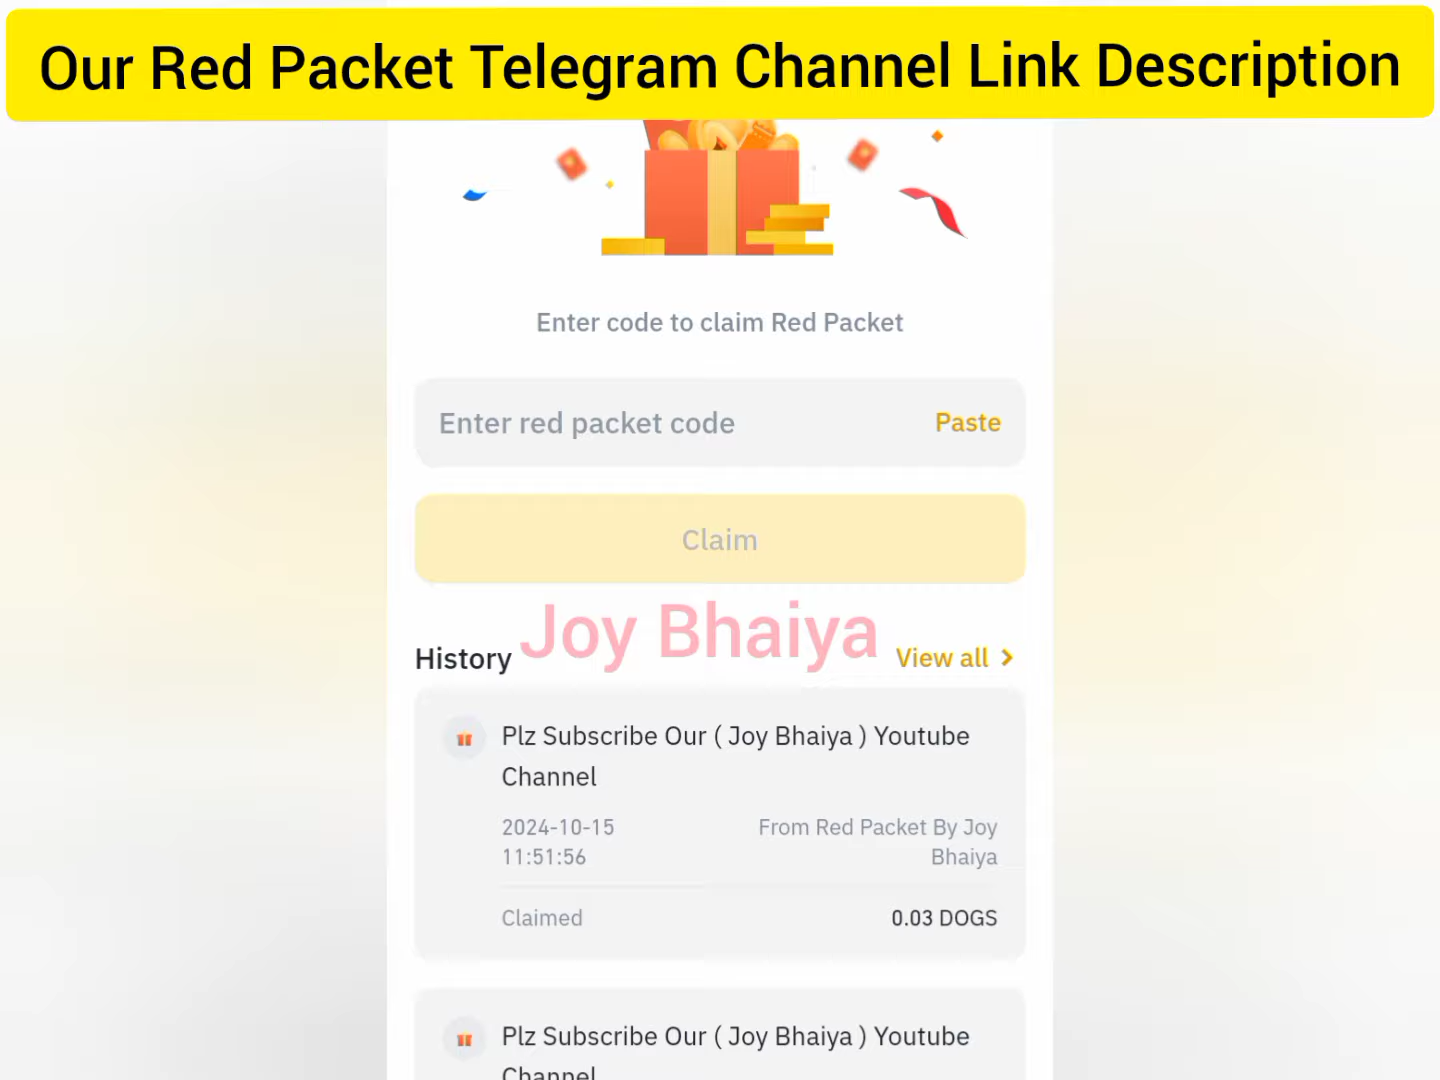 Our Red Packet Telegram Channel Link Description
Enter code to claim Red Packet
Enter red packet code Paste
Claim
Joy Bhaiya
History View all
Plz Subscribe Our ( Joy Bhaiya ) Youtube
Channel
2024-10-15 From Red Packet By Joy
11:51:56 Bhaiya
Claimed 0.03 DOGS
Plz Subscribe Our ( Joy Bhaiya ) Youtube
Channel